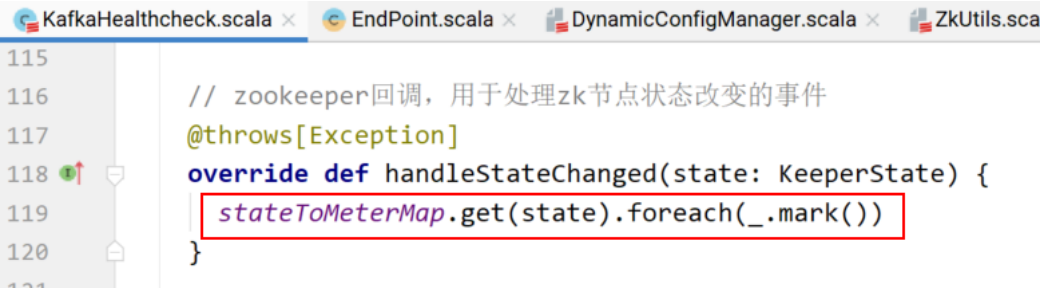 KafkaHealthcheck.scala EndPoint.scala DynamicConfigManager.scala ZkUtils.sca
115
116 // zookeeper回调，用于处理zk节点状态改变的事件
117 @throws[Exception]
118 override def handleStateChanged(state: KeeperState) {
119 stateToMeterMap.get(state).foreach(_.mark())
120 }
121